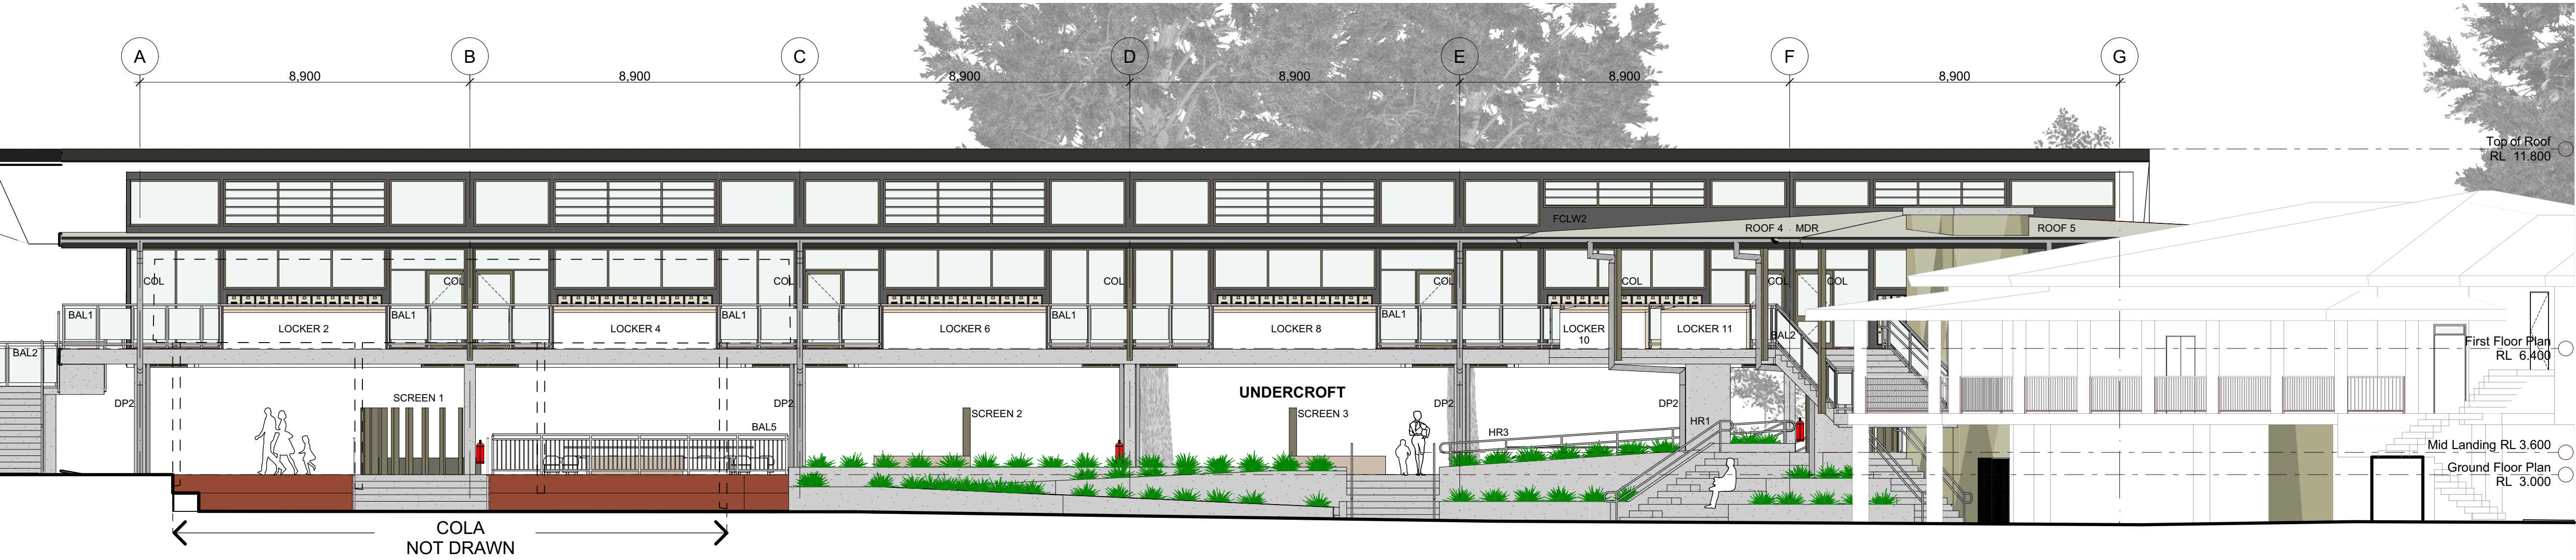 A B C D E F G
8,900 8,900 8,900 8,900 8,900 8,900
Top of Roof
RL 11.800
FCLW2
ROOF 4 MDR ROOF 5
COL COL COL COL COL COL COL COL
BAL1 BAL1 BAL1 BAL1 BAL1
LOCKER 2 LOCKER 4 LOCKER 6 LOCKER 8 LOCKER
10 LOCKER 11
BAL2
BAL2
First Floor Plan
RL 6.400
UNDERCROFT
SCREEN 1
DP2 DP2 DP2 DP2
SCREEN 2 SCREEN 3
BAL5
HR3
HR1
Mid Landing RL 3.600
Ground Floor Plan
RL 3.000
COLA
NOT DRAWN